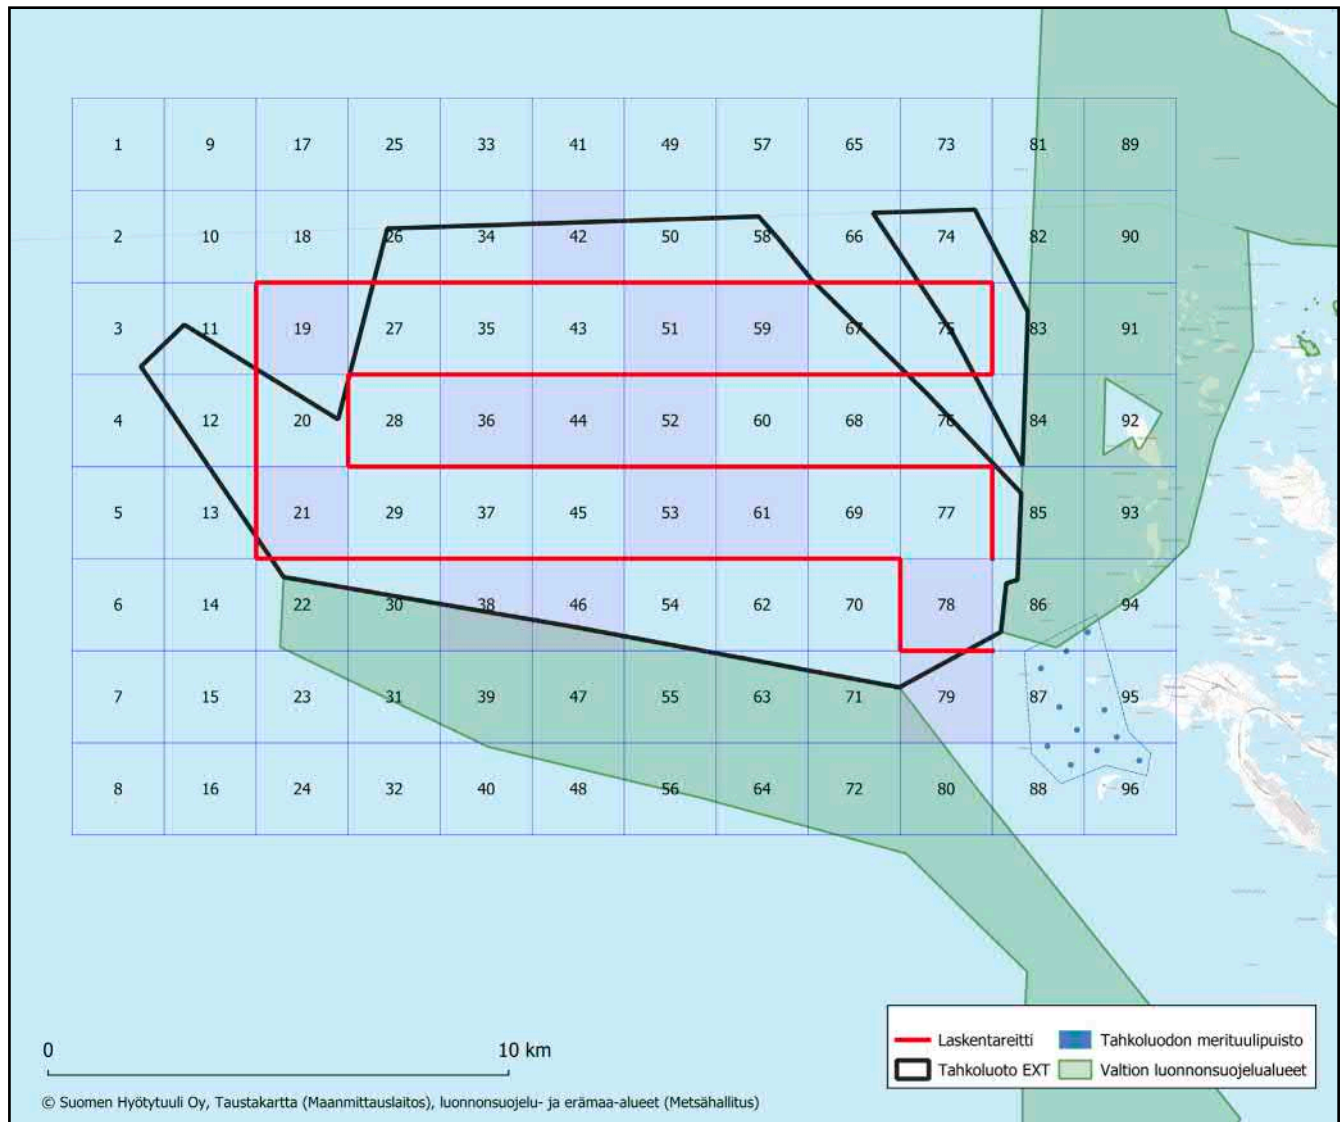 1 9 17 25 33 41 49 57 65 73 81 89
2 10 18 26 34 42 50 58 66 74 82 90
3 11 19 27 35 43 51 59 67 75 83 91
4 12 20 28 36 44 52 60 68 76 84 92
5 13 21 29 37 45 53 61 69 77 85 93
6 14 22 30 38 46 54 62 70 78 86 94
7 15 23 31 39 47 55 63 71 79 87 95
8 16 24 32 40 48 56 64 72 80 88 96
0 10 km
Laskentareitti
Tahkoluodon merituulipuisto
Tahkoluoto EXT
Valtion luonnonsuojelualueet
© Suomen Hyötytuuli Oy, Taustakartta (Maanmittauslaitos), luonnonsuojelu- ja erämaa-alueet (Metsähallitus)